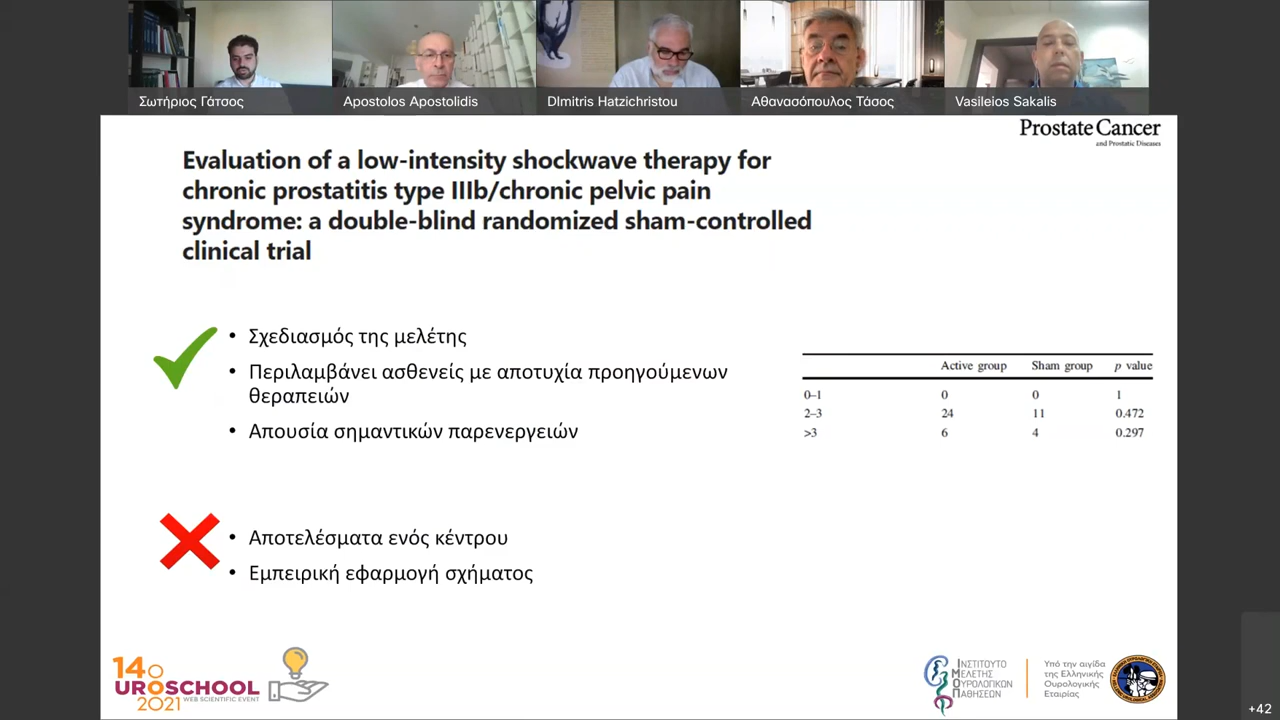 Σωτήριος Γάτσος
Apostolos Apostolidis
DImitris Hatzichristou
Αθανασόπουλος Τάσος
Vasileios Sakalis
Prostate Cancer
and Prostatic Diseases
Evaluation of a low-intensity shockwave therapy for
chronic prostatitis type IIIb/chronic pelvic pain
syndrome: a double-blind randomized sham-controlled
clinical trial
• Σχεδιασμός της μελέτης
• Περιλαμβάνει ασθενείς με αποτυχία προηγούμενων
θεραπειών
• Απουσία σημαντικών παρενεργειών
Active group Sham group p value
0–1 0 0 1
2–3 24 11 0.472
>3 6 4 0.297
• Αποτελέσματα ενός κέντρου
• Εμπειρική εφαρμογή σχήματος
14ο
UROSCHOOL
2021 WEB SCIENTIFIC EVENT
ΙΝΣΤΙΤΟΥΤΟ
ΜΕΛΕΤΗΣ
ΟΥΡΟΛΟΓΙΚΩΝ
ΠΑΘΗΣΕΩΝ
Υπό την αιγίδα
της Ελληνικής
Ουρολογικής
Εταιρίας
+42